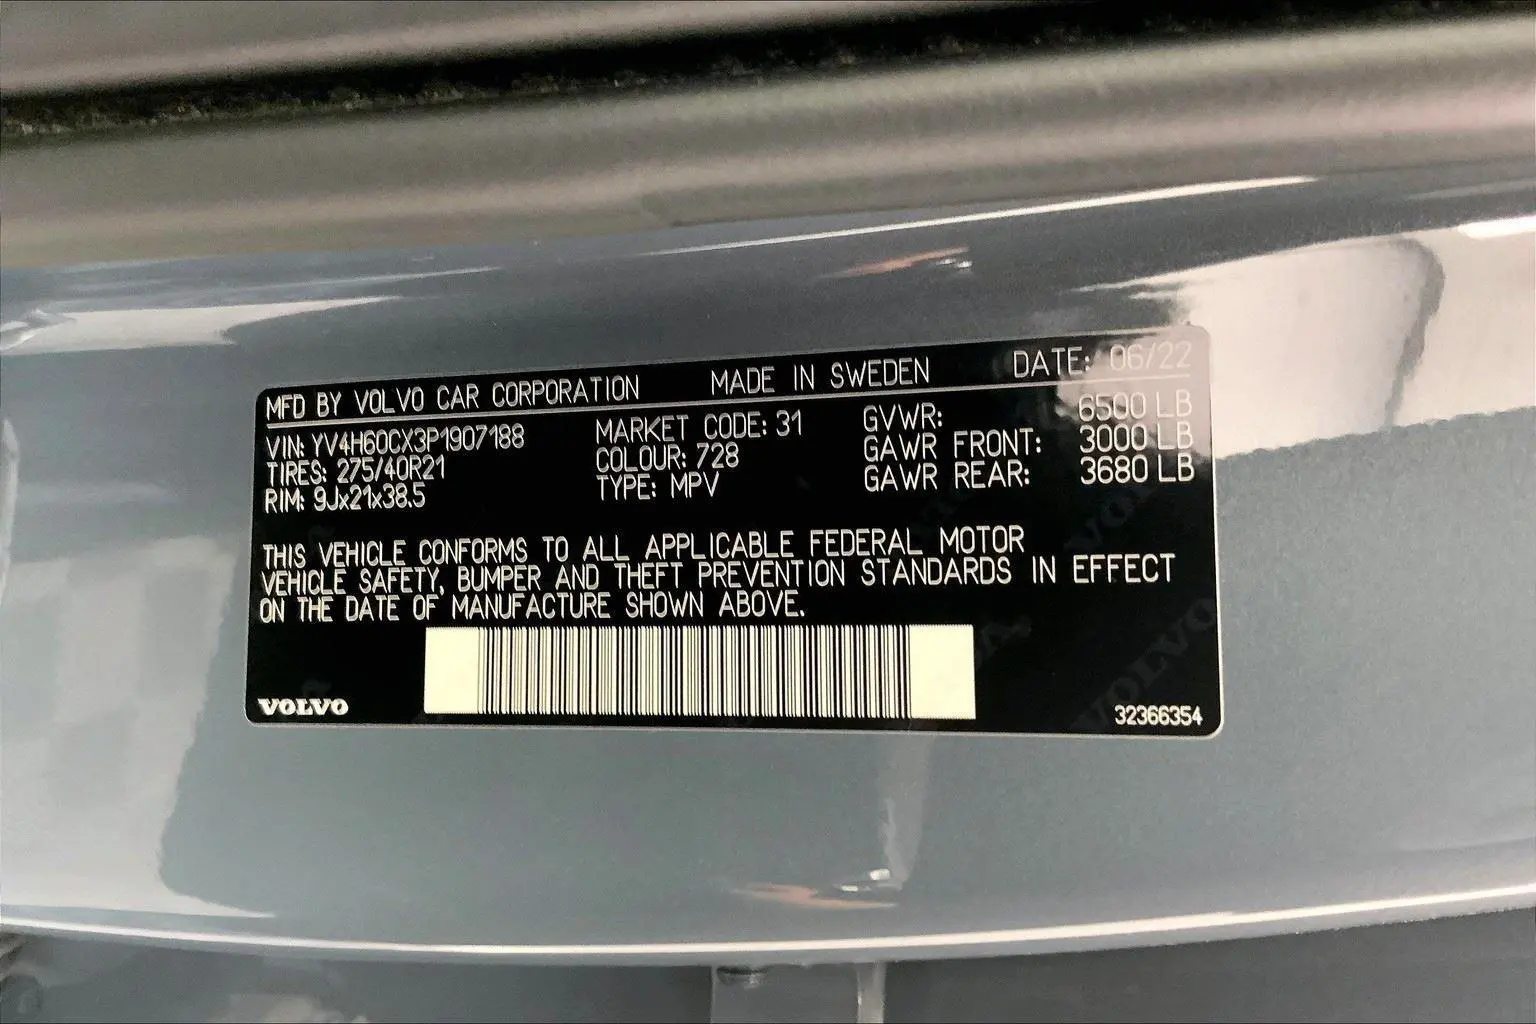 MFD BY VOLVO CAR CORPORATION MADE IN SWEDEN DATE: 06/22
VIN: YV4H60CX3P1907188 MARKET CODE: 31 GVWR: 6500 LB
TIRES: 275/40R21 COLOUR: 728 GAWR FRONT: 3000 LB
RIM: 9Jx21x38.5 TYPE: MPV GAWR REAR: 3680 LB
THIS VEHICLE CONFORMS TO ALL APPLICABLE FEDERAL MOTOR
VEHICLE SAFETY, BUMPER AND THEFT PREVENTION STANDARDS IN EFFECT
ON THE DATE OF MANUFACTURE SHOWN ABOVE.
VOLVO 32366354